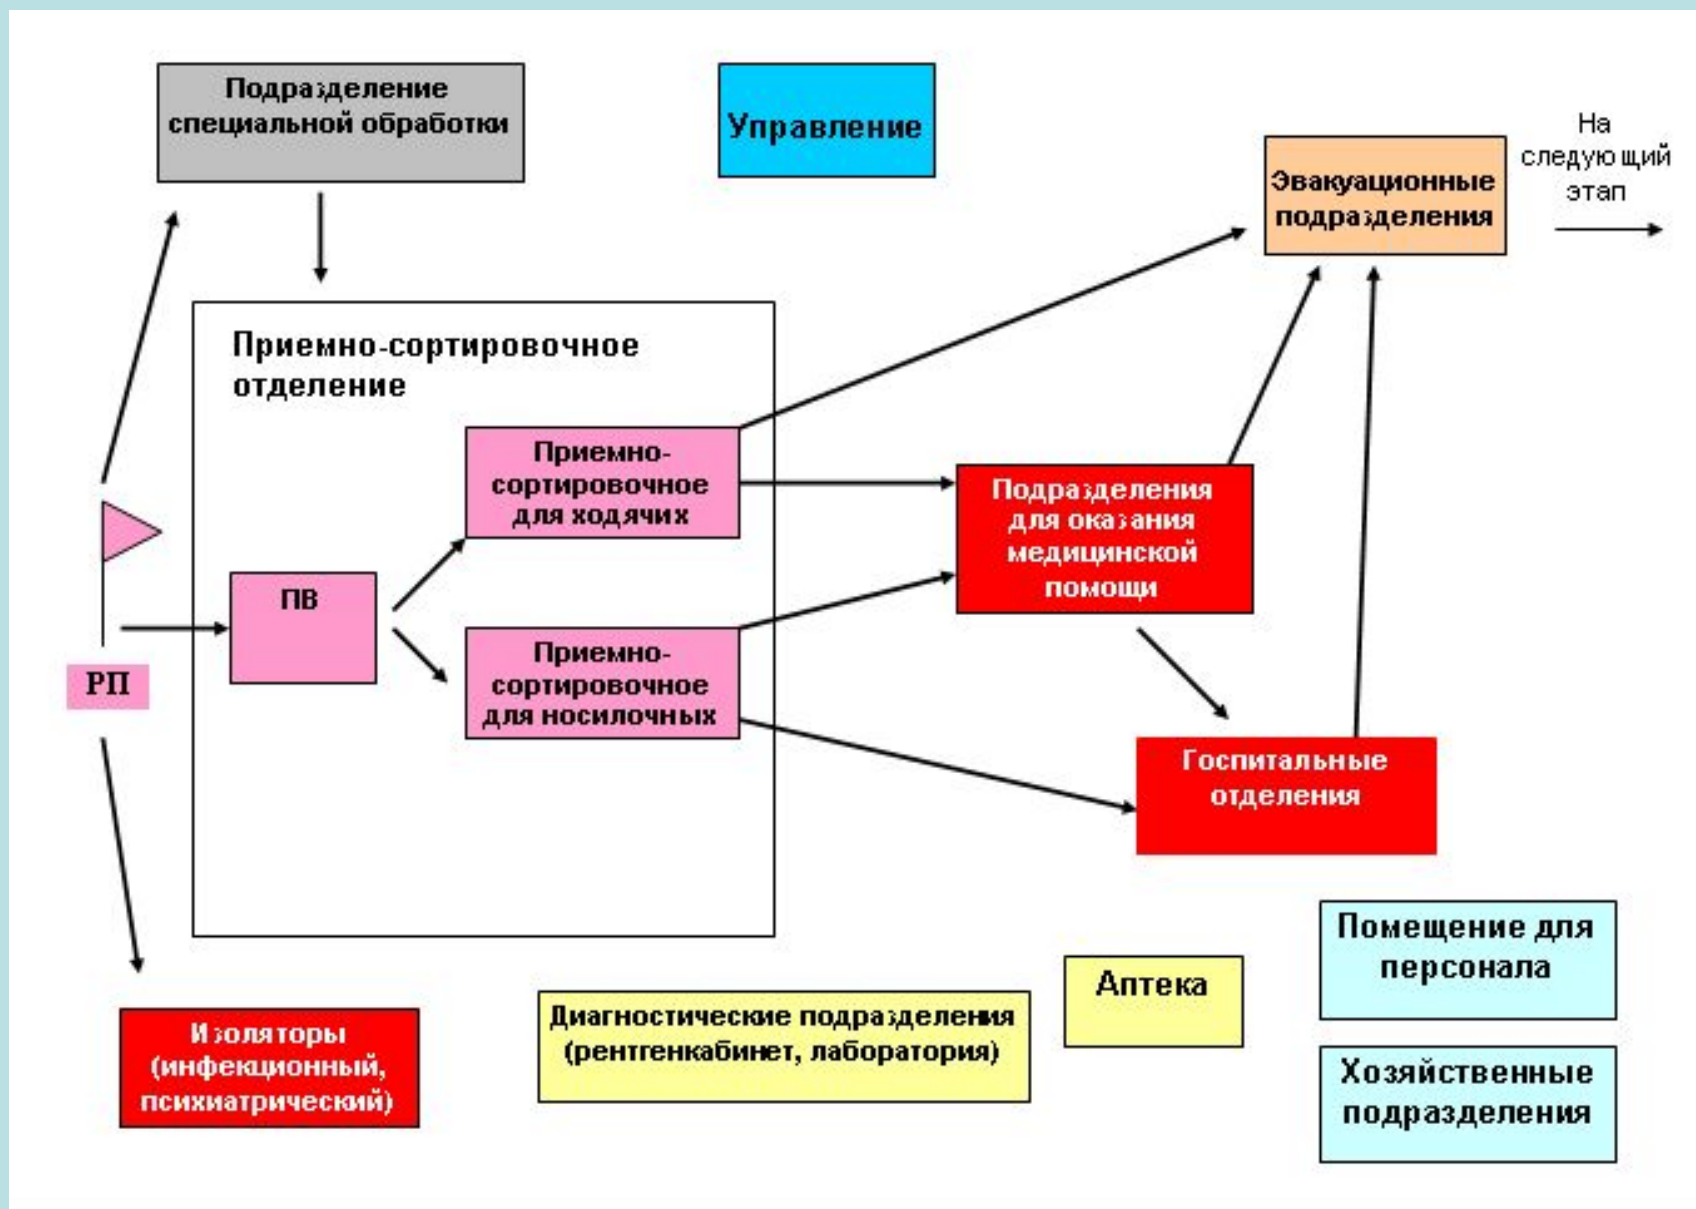 Подразделение
специальной обработки
Управление
На
следующий
этап
Эвакуационные
подразделения
Приемно-сортировочное
отделение
Приемно-
сортировочное
для ходячих
Подразделения
для оказания
медицинской
помощи
ПВ
Приемно-
сортировочное
для носилочных
РП
Госпитальные
отделения
Помещение для
персонала
Аптека
Диагностические подразделения
(рентгенкабинет, лаборатория)
Изоляторы
(инфекционный,
психиатрический)
Хозяйственные
подразделения